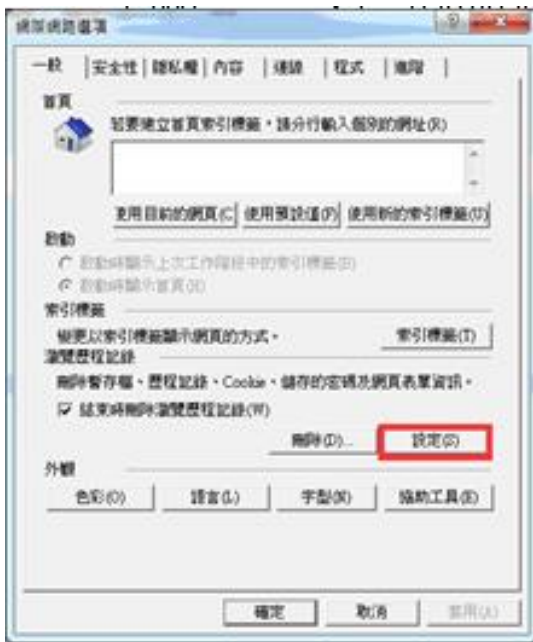 網際網路選項
一般 安全性 隱私權 內容 連線 程式 進階
首頁
若要建立首頁索引標籤，請分行輸入個別的網址(R)
使用目前的網頁(C) 使用預設值(F) 使用新的索引標籤(U)
啟動
啟動時顯示上次工作階段中的索引標籤(B)
啟動時顯示首頁(H)
索引標籤
變更以索引標籤顯示網頁的方式。 索引標籤(T)
瀏覽歷程記錄
刪除暫存檔、歷程記錄、Cookie、儲存的密碼及網頁表單資訊。
結束時刪除瀏覽歷程記錄(W)
刪除(D)... 設定(S)
外觀
色彩(O) 語言(L) 字型(N) 協助工具(E)
確定 取消 套用(A)